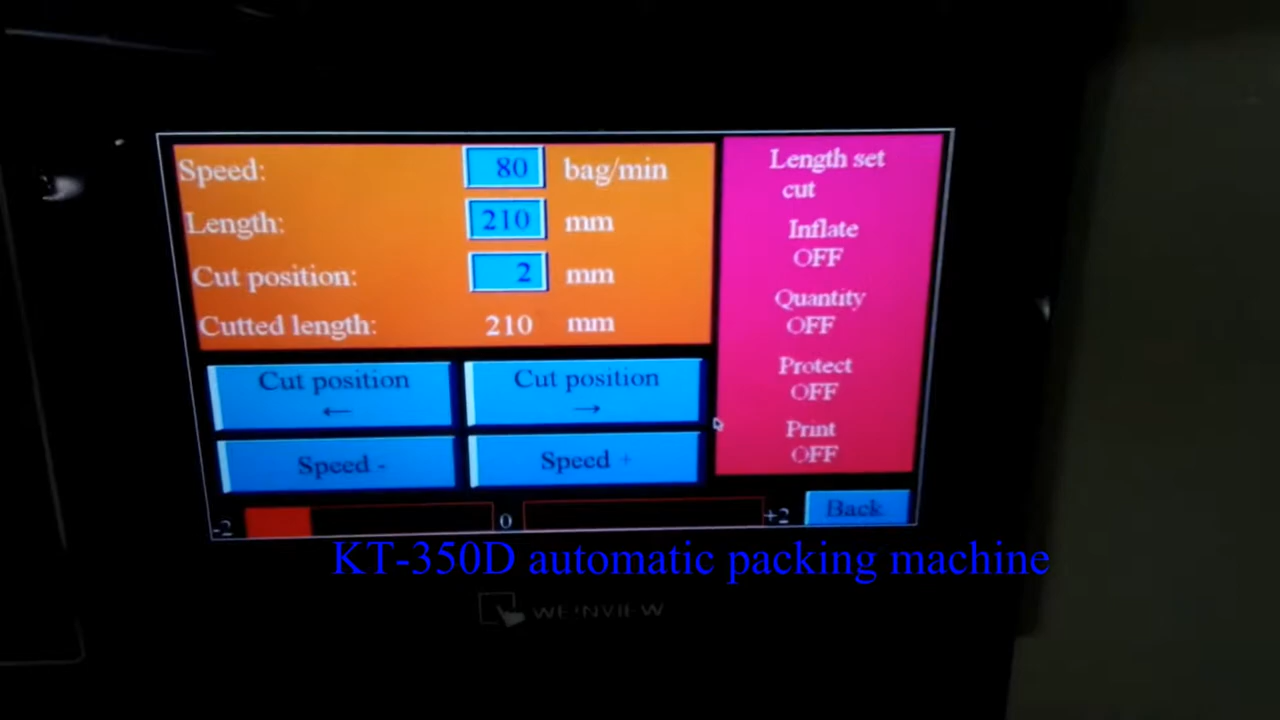 Speed: 80 bag/min
Length: 210 mm
Cut position: 2 mm
Cutted length: 210 mm
Cut position
←
Cut position
→
Speed -
Speed +
-2 0 +2
Length set
cut
Inflate
OFF
Quantity
OFF
Protect
OFF
Print
OFF
Back
KT-350D automatic packing machine
WEINVIEW